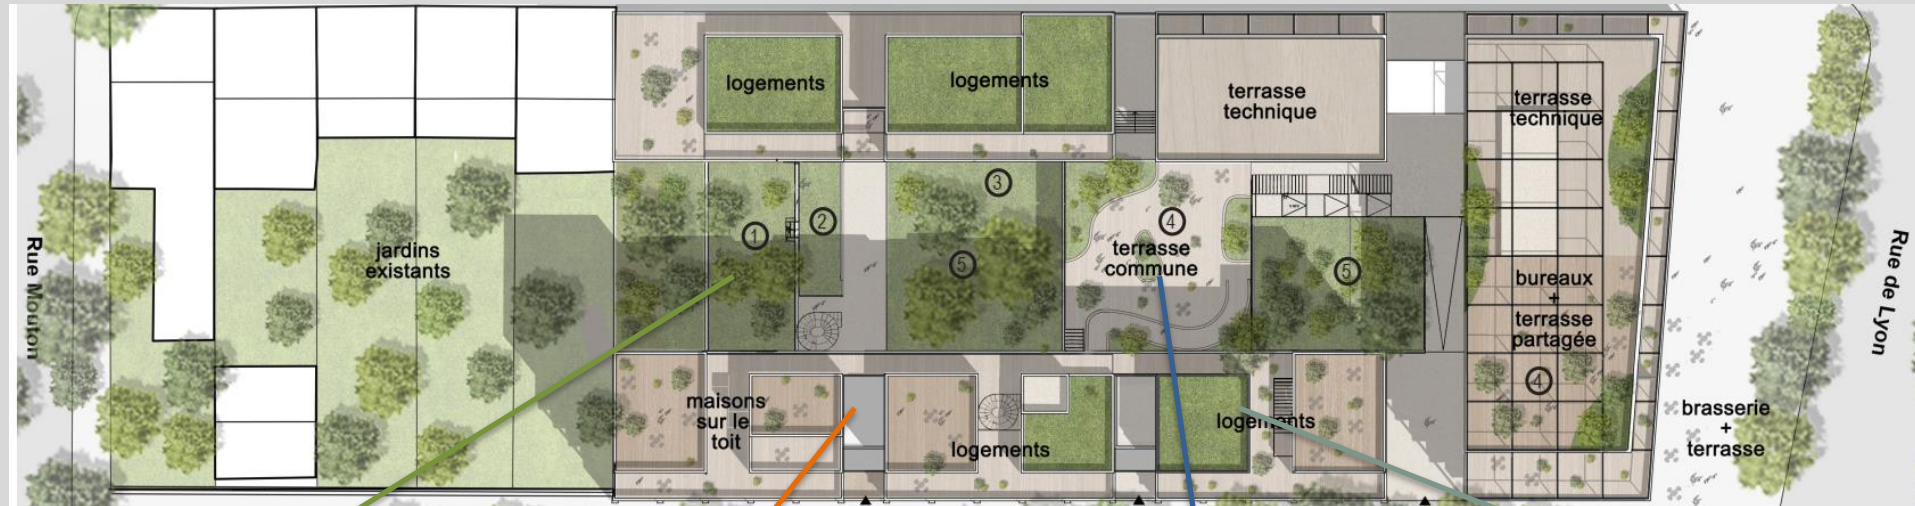 Rue Mouton
jardins
existants
logements
logements
terrasse
technique
terrasse
technique
1
2
3
5
4
terrasse
commune
5
bureaux
+
terrasse
partagée
4
maisons
sur le
toit
logements
logements
brasserie
+
terrasse
Rue de Lyon